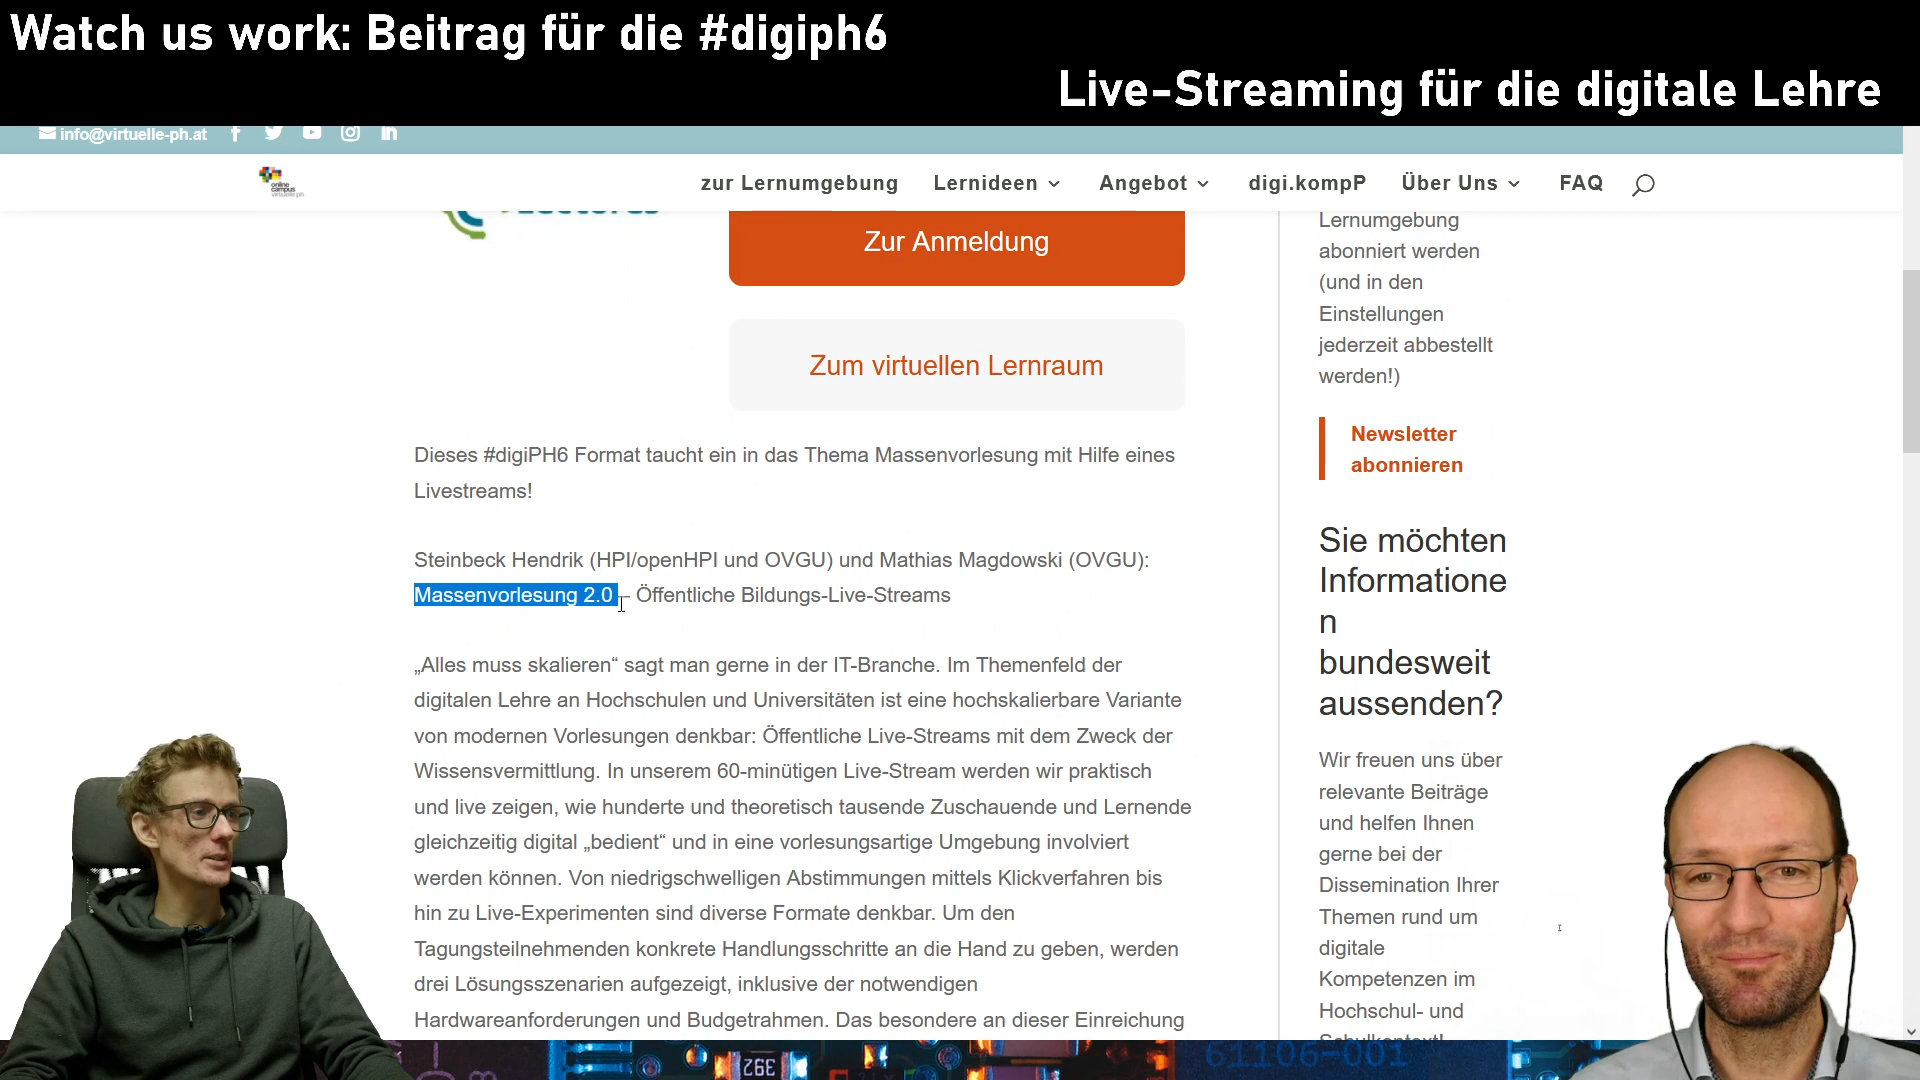 Watch us work: Beitrag für die #digiph6
Live-Streaming für die digitale Lehre
info@virtuelle-ph.at
online
campus
virtuelle ph
zur Lernumgebung
Lernideen
Angebot
digi.kompP
Über Uns
FAQ
Zur Anmeldung
Zum virtuellen Lernraum
Dieses #digiPH6 Format taucht ein in das Thema Massenvorlesung mit Hilfe eines
Livestreams!
Steinbeck Hendrik (HPI/openHPI und OVGU) und Mathias Magdowski (OVGU):
Massenvorlesung 2.0 – Öffentliche Bildungs-Live-Streams
„Alles muss skalieren“ sagt man gerne in der IT-Branche. Im Themenfeld der
digitalen Lehre an Hochschulen und Universitäten ist eine hochskalierbare Variante
von modernen Vorlesungen denkbar: Öffentliche Live-Streams mit dem Zweck der
Wissensvermittlung. In unserem 60-minütigen Live-Stream werden wir praktisch
und live zeigen, wie hunderte und theoretisch tausende Zuschauende und Lernende
gleichzeitig digital „bedient“ und in eine vorlesungsartige Umgebung involviert
werden können. Von niedrigschwelligen Abstimmungen mittels Klickverfahren bis
hin zu Live-Experimenten sind diverse Formate denkbar. Um den
Tagungsteilnehmenden konkrete Handlungsschritte an die Hand zu geben, werden
drei Lösungsszenarien aufgezeigt, inklusive der notwendigen
Hardwareanforderungen und Budgetrahmen. Das besondere an dieser Einreichung
Lernumgebung
abonniert werden
(und in den
Einstellungen
jederzeit abbestellt
werden!)
Newsletter
abonnieren
Sie möchten
Informatione
n
bundesweit
aussenden?
Wir freuen uns über
relevante Beiträge
und helfen Ihnen
gerne bei der
Dissemination Ihrer
Themen rund um
digitale
Kompetenzen im
Hochschul- und
392
61106-001